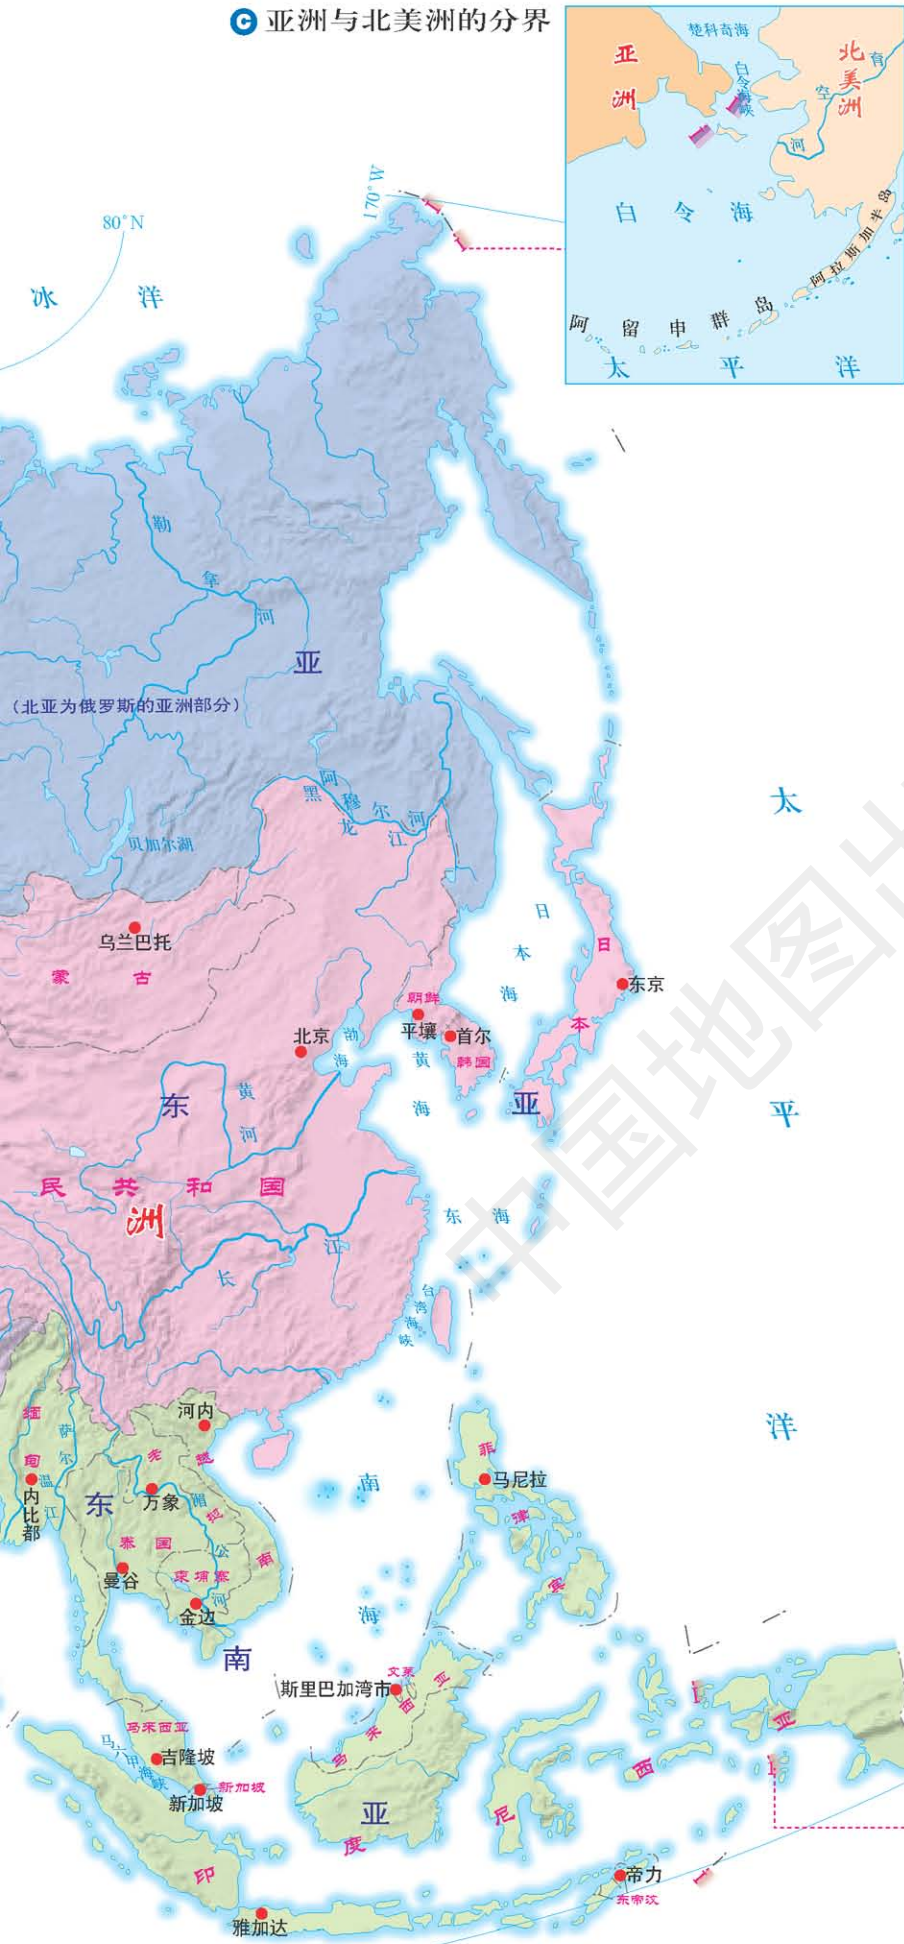 C 亚洲与北美洲的分界
楚科奇海
亚洲
北美洲
白令海峡
育空河
白令海
阿拉斯加半岛
阿留申群岛
太平洋
170°W
80°N
冰洋
勒拿河
亚
（北亚为俄罗斯的亚洲部分）
阿穆尔河
黑龙江
贝加尔湖
太平洋
乌兰巴托
蒙古
日本海
日本
东京
朝鲜
平壤
首尔
韩国
北京
渤海
黄海
黄河
东亚
民共和国
洲
东海
长江
台湾海峡
缅甸
萨尔温江
内比都
河内
老挝
越南
万象
湄公河
东南亚
泰国
曼谷
柬埔寨
金边
南海
菲律宾
马尼拉
斯里巴加湾市
文莱
马来西亚
马来西亚
吉隆坡
马六甲海峡
新加坡
新加坡
印度尼西亚
帝力
东帝汶
雅加达
中国地图出